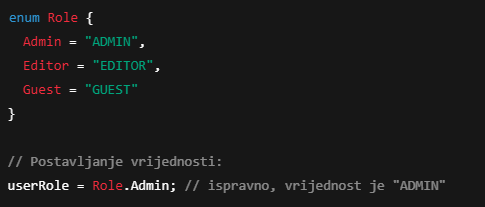 enum Role {
  Admin = "ADMIN",
  Editor = "EDITOR",
  Guest = "GUEST"
}
// Postavljanje vrijednosti:
userRole = Role.Admin; // ispravno, vrijednost je "ADMIN"